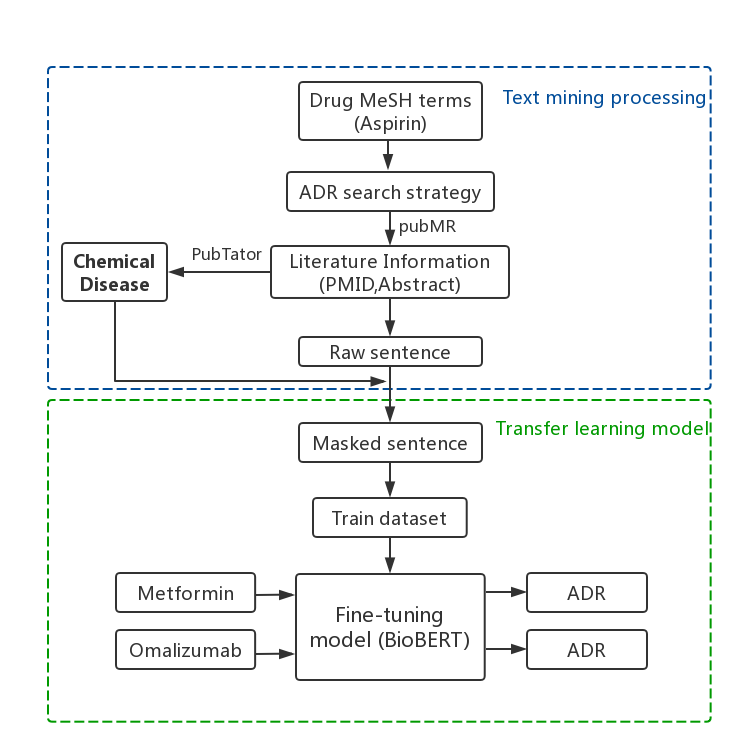 Text mining processing
Drug MeSH terms
(Aspirin)
ADR search strategy
pubMR
PubTator
Chemical
Disease
Literature Information
(PMID,Abstract)
Raw sentence
Transfer learning model
Masked sentence
Train dataset
Metformin
Omalizumab
Fine-tuning
model (BioBERT)
ADR
ADR